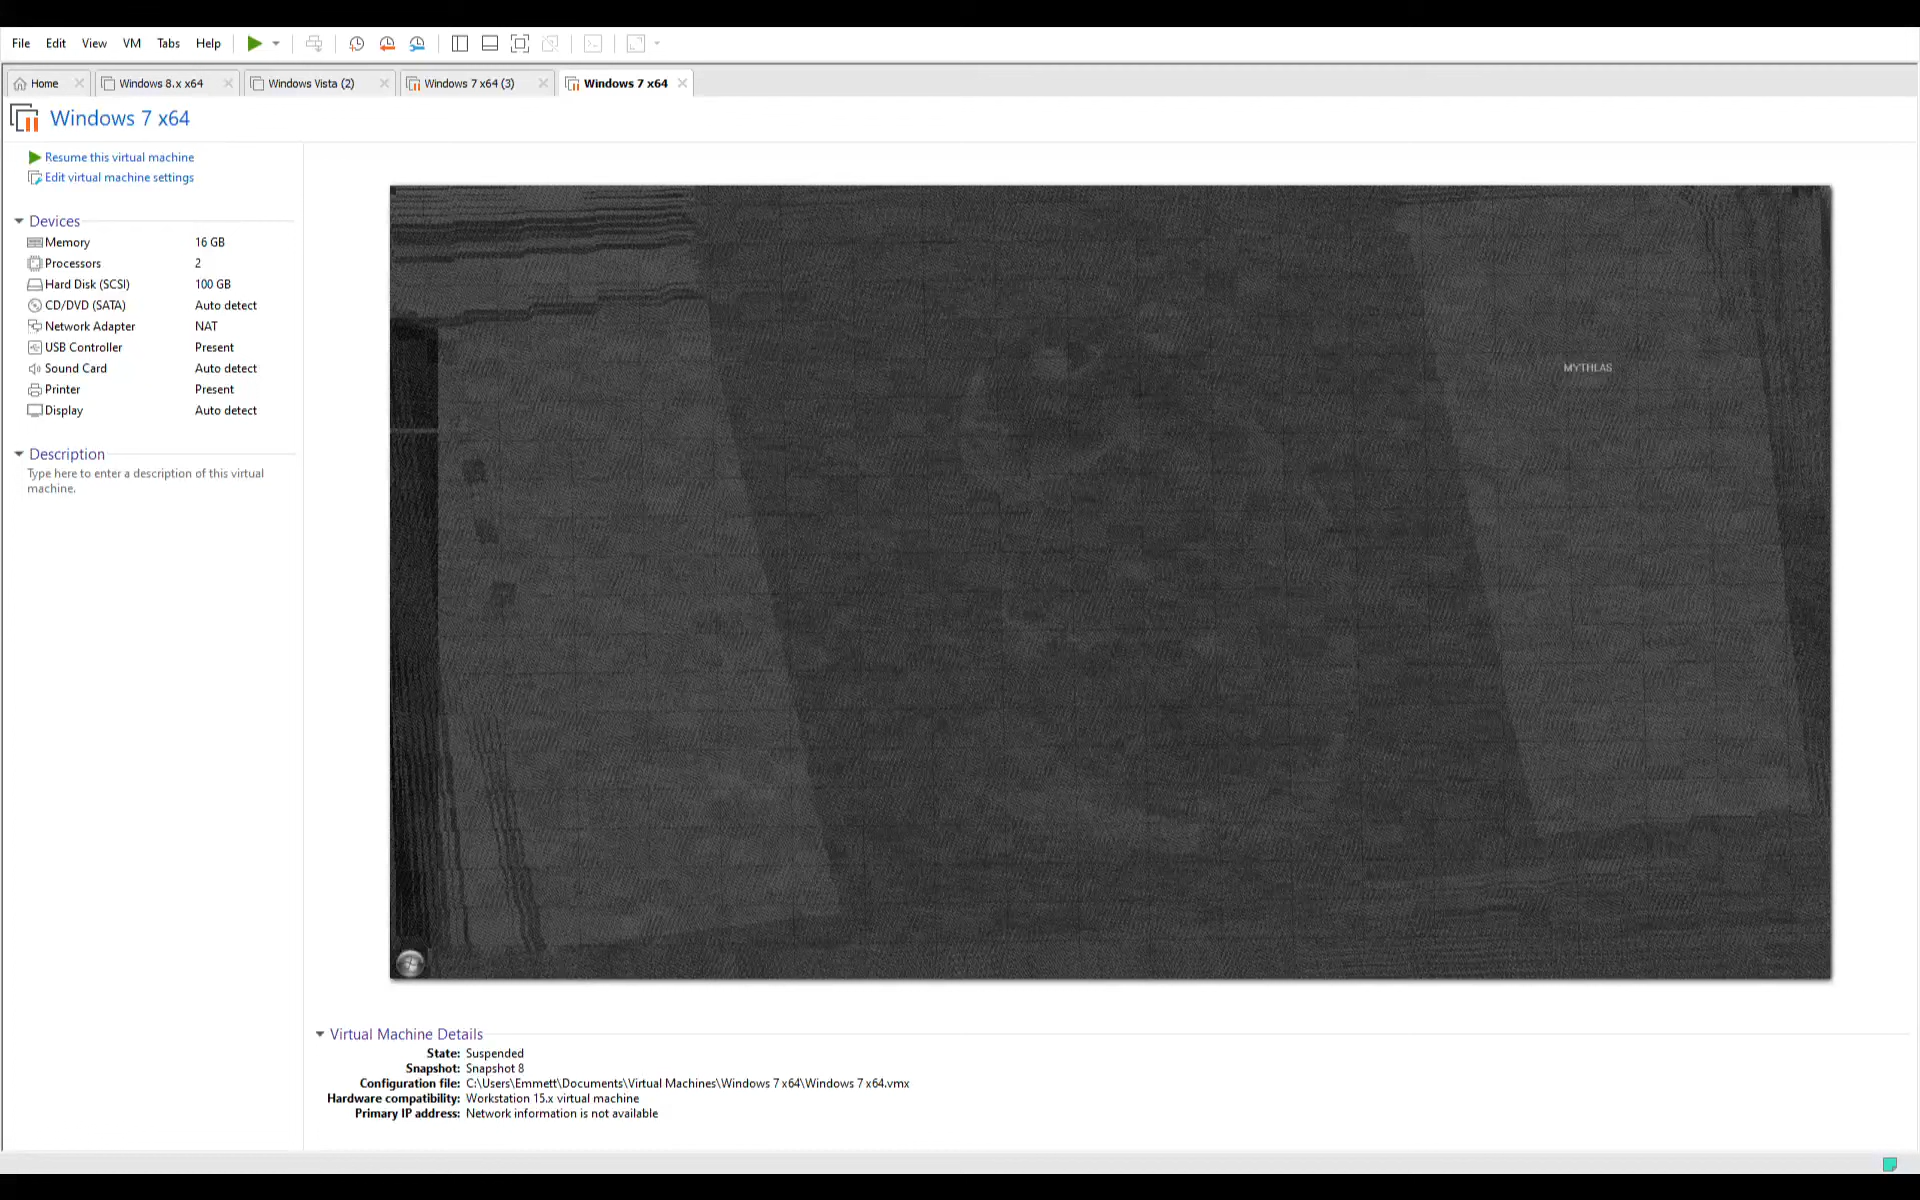 File Edit View VM Tabs Help
Home Windows 8.x x64 Windows Vista (2) Windows 7 x64 (3) Windows 7 x64
Windows 7 x64
Resume this virtual machine
Edit virtual machine settings
Devices
Memory 16 GB
Processors 2
Hard Disk (SCSI) 100 GB
CD/DVD (SATA) Auto detect
Network Adapter NAT
USB Controller Present
Sound Card Auto detect
Printer Present
Display Auto detect
Description
Type here to enter a description of this virtual
machine.
MYTHLAS
Virtual Machine Details
State: Suspended
Snapshot: Snapshot 8
Configuration file: C:\Users\Emmett\Documents\Virtual Machines\Windows 7 x64\Windows 7 x64.vmx
Hardware compatibility: Workstation 15.x virtual machine
Primary IP address: Network information is not available